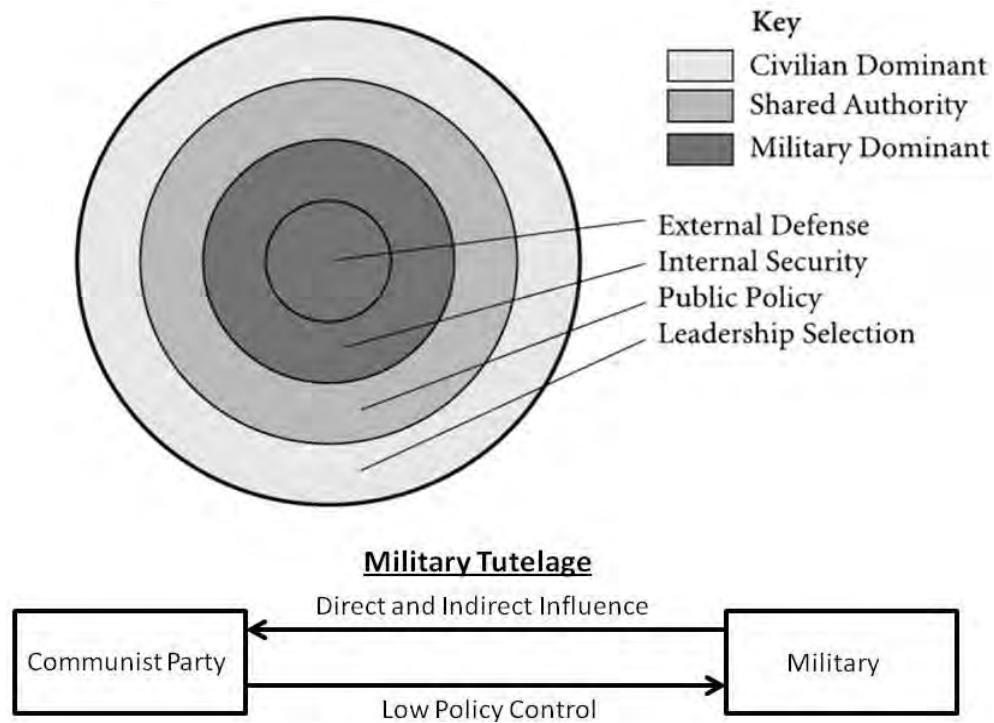 Key
Civilian Dominant
Shared Authority
Military Dominant
External Defense
Internal Security
Public Policy
Leadership Selection
Military Tutelage
Direct and Indirect Influence
Communist Party
Military
Low Policy Control